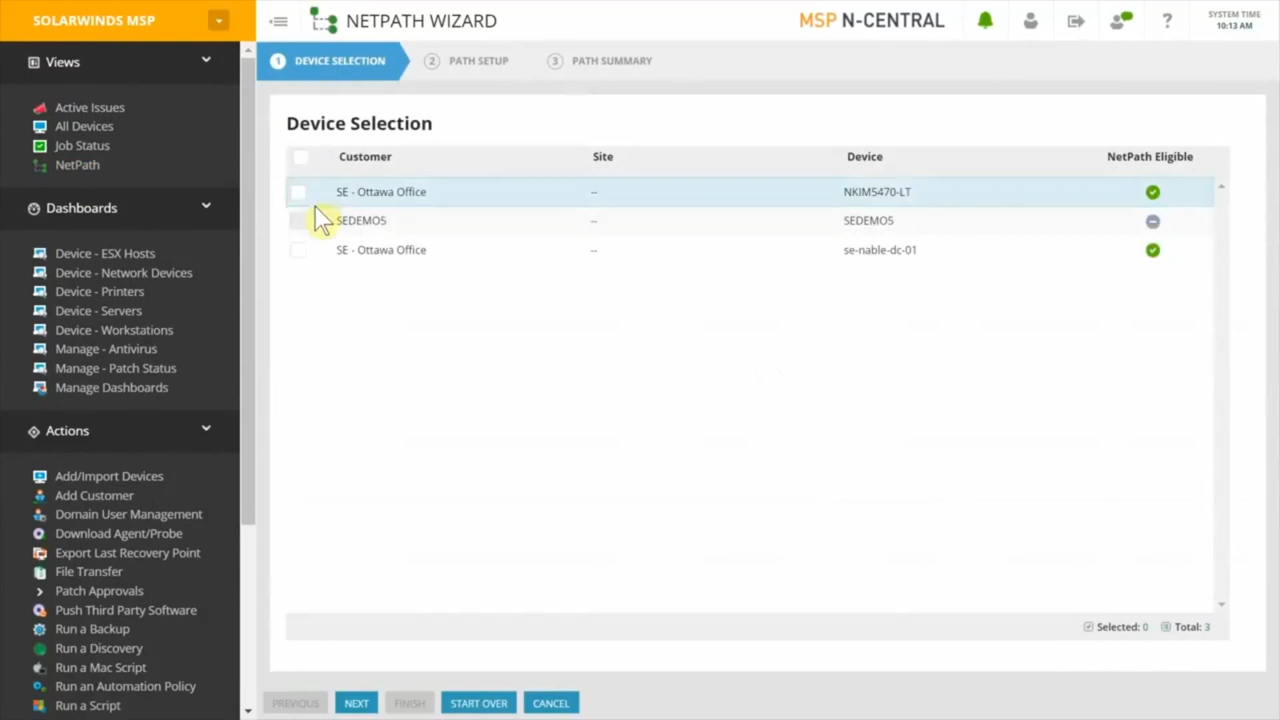 SOLARWINDS MSP
NETPATH WIZARD
MSP N-CENTRAL
?
SYSTEM TIME
10:13 AM
Views
Active Issues
All Devices
Job Status
NetPath
Dashboards
Device - ESX Hosts
Device - Network Devices
Device - Printers
Device - Servers
Device - Workstations
Manage - Antivirus
Manage - Patch Status
Manage Dashboards
Actions
Add/Import Devices
Add Customer
Domain User Management
Download Agent/Probe
Export Last Recovery Point
File Transfer
Patch Approvals
Push Third Party Software
Run a Backup
Run a Discovery
Run a Mac Script
Run an Automation Policy
Run a Script
1 DEVICE SELECTION 2 PATH SETUP 3 PATH SUMMARY
Device Selection
Customer Site Device NetPath Eligible
SE - Ottawa Office -- NKIM5470-LT
SEDEMO5 -- SEDEMO5
SE - Ottawa Office -- se-nable-dc-01
Selected: 0 Total: 3
PREVIOUS NEXT FINISH START OVER CANCEL